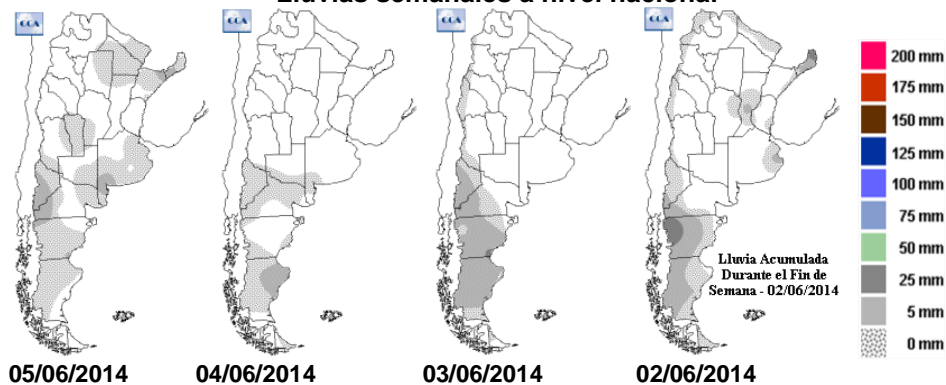 Lluvias semanales a nivel nacional
CCA
CCA
CCA
CCA
200 mm
175 mm
150 mm
125 mm
100 mm
75 mm
50 mm
25 mm
5 mm
0 mm
Lluvia Acumulada
Durante el Fin de
Semana - 02/06/2014
05/06/2014
04/06/2014
03/06/2014
02/06/2014